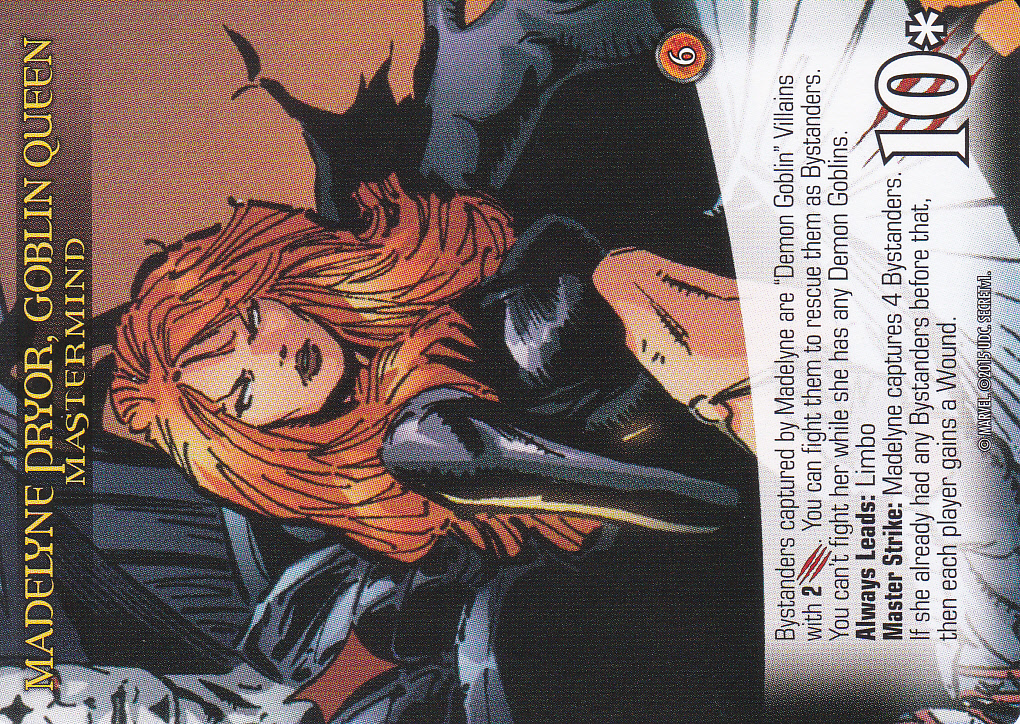 MADELYNE PRYOR, GOBLIN QUEEN
MASTERMIND
6
Bystanders captured by Madelyne are “Demon Goblin” Villains
with 2 . You can fight them to rescue them as Bystanders.
You can't fight her while she has any Demon Goblins.
Always Leads: Limbo
Master Strike: Madelyne captures 4 Bystanders.
If she already had any Bystanders before that,
then each player gains a Wound.
10*
© MARVEL. ©2015 UDC. SECRETv1.